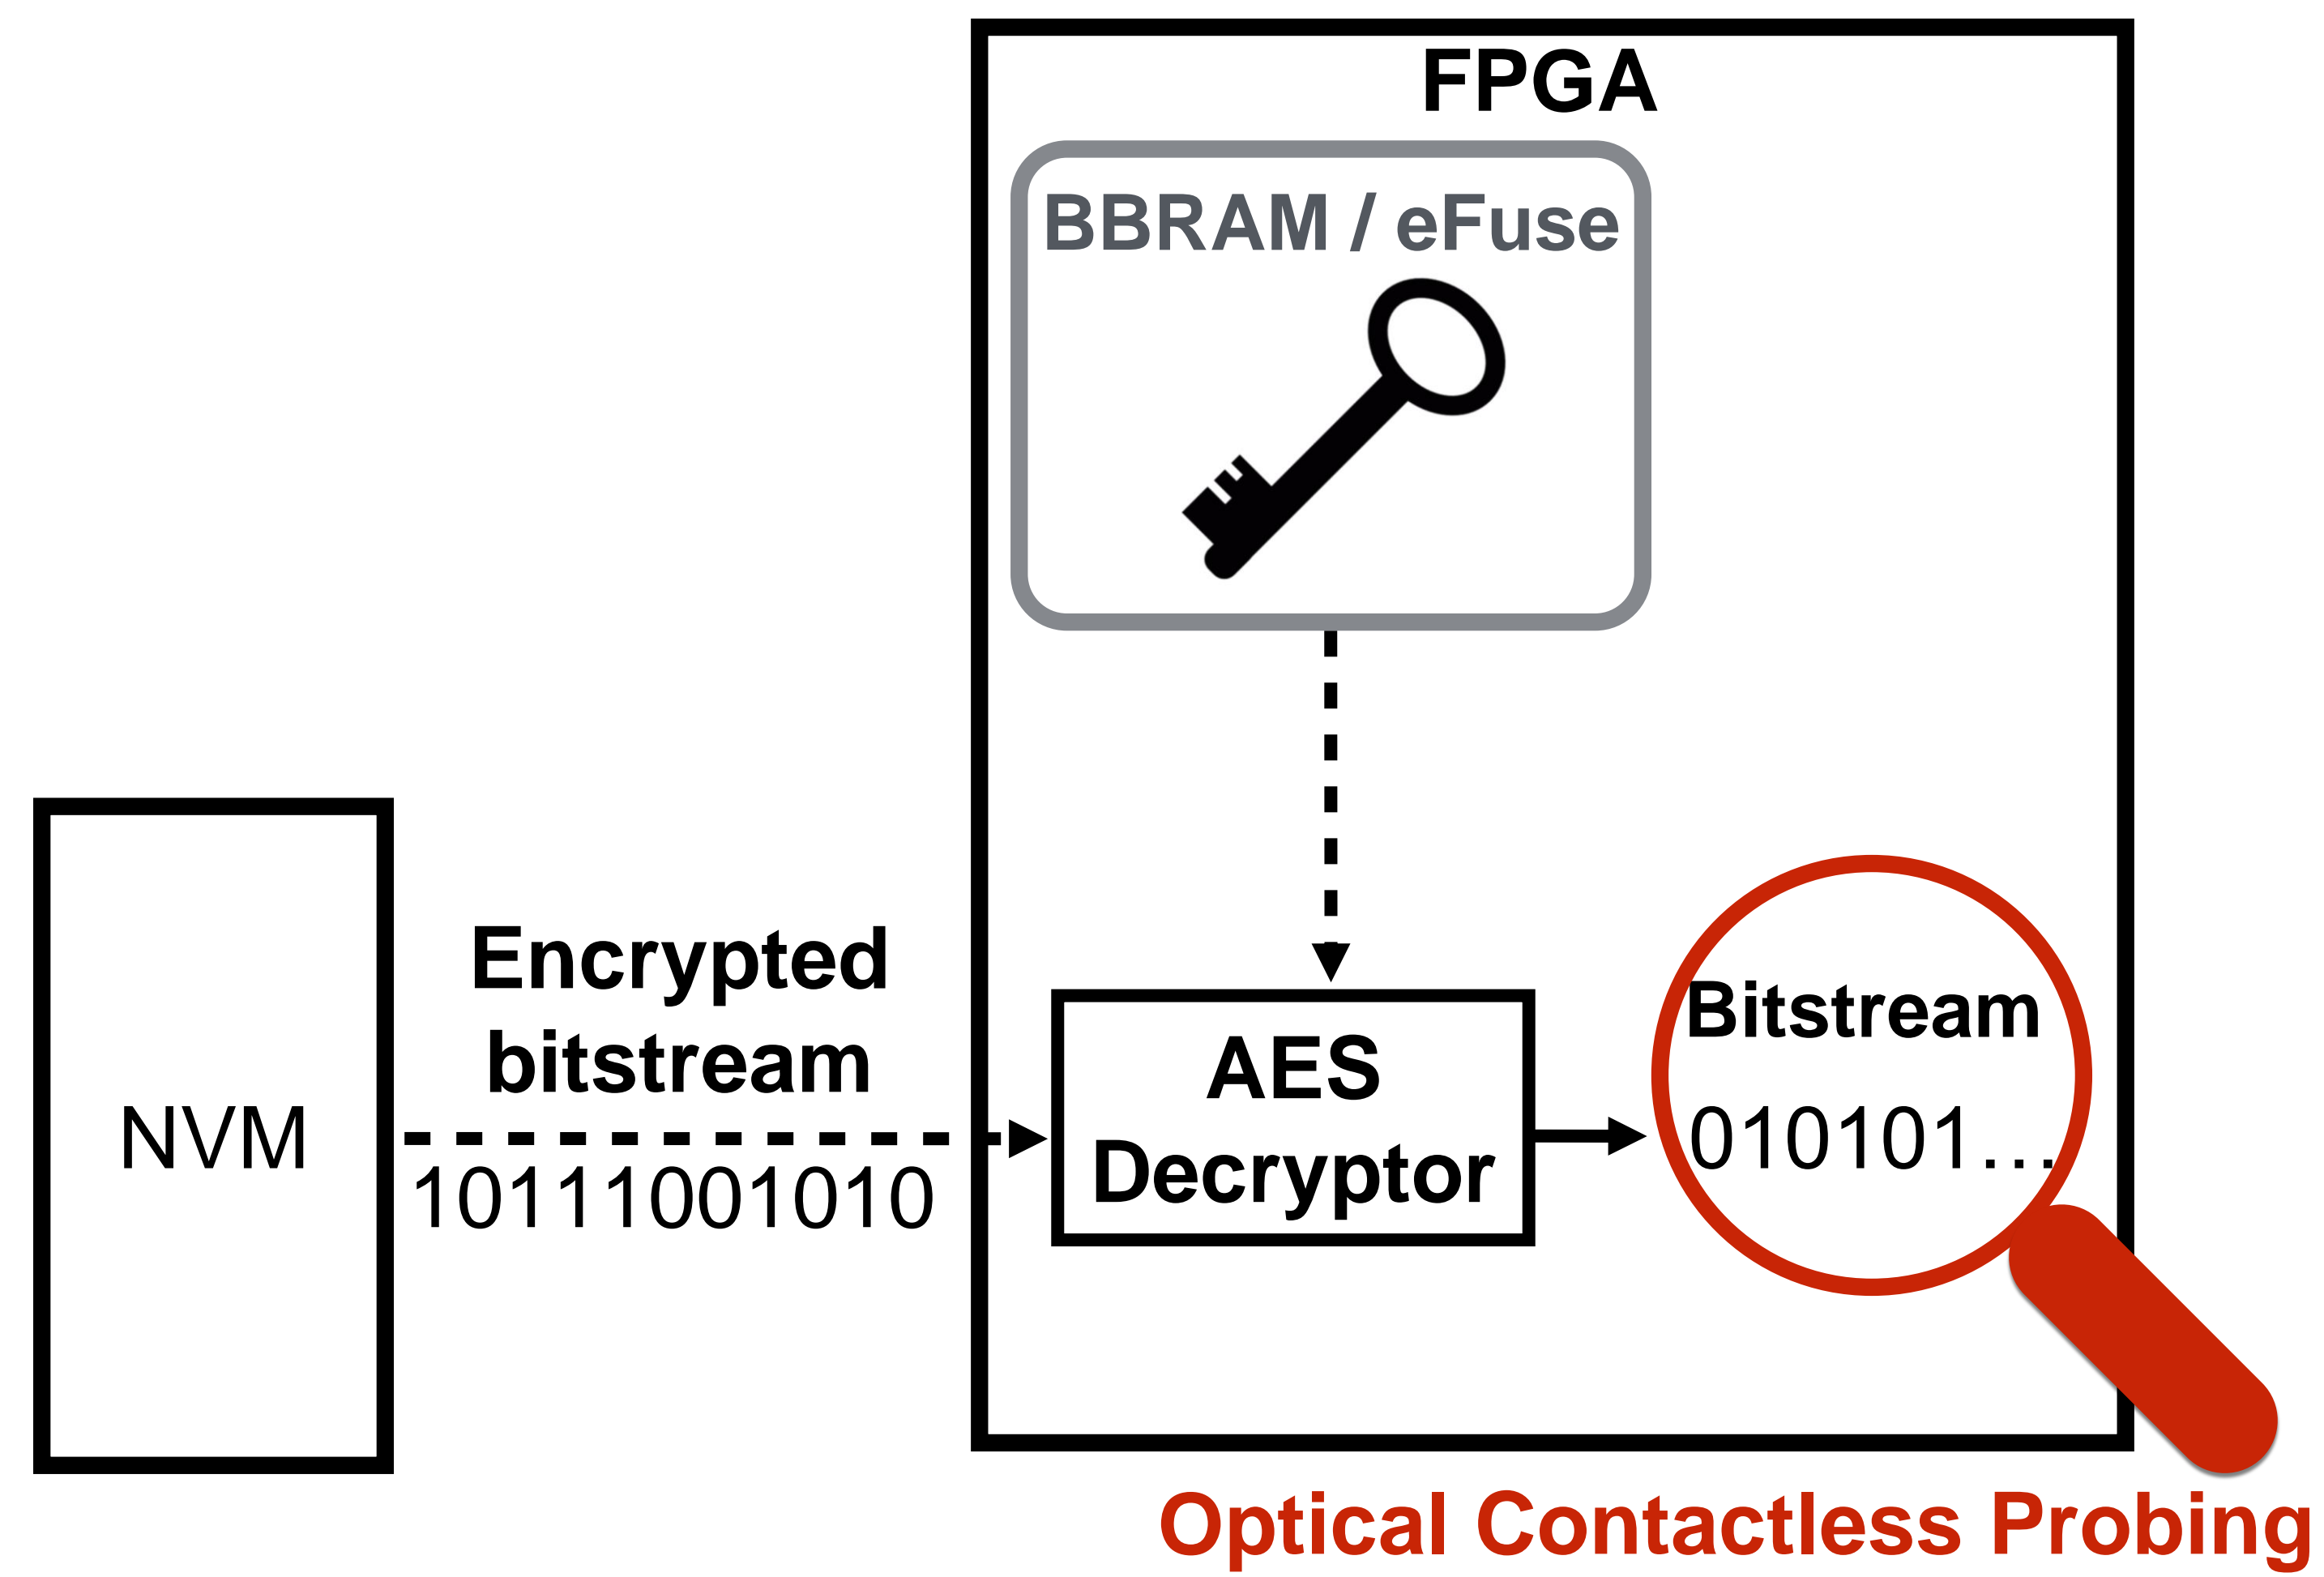 FPGA
BBRAM / eFuse
Encrypted
bitstream
NVM
10111001010
AES
Decryptor
Bitstream
010101...
Optical Contactless Probing